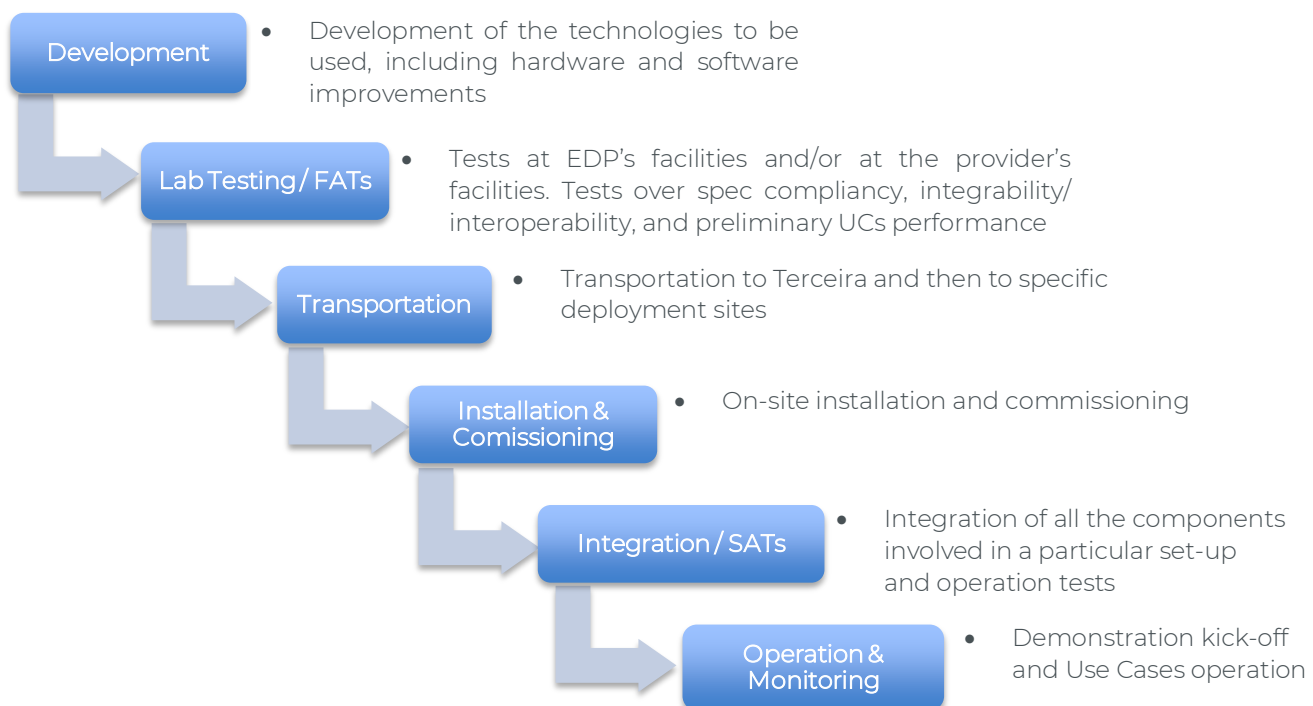 Development
• Development of the technologies to be
used, including hardware and software
improvements
Lab Testing / FATs
• Tests at EDP's facilities and/or at the provider's
facilities. Tests over spec compliancy, integrability/
interoperability, and preliminary UCs performance
Transportation
• Transportation to Terceira and then to specific
deployment sites
Installation &
Comissioning
• On-site installation and commissioning
Integration / SATs
• Integration of all the components
involved in a particular set-up
and operation tests
Operation &
Monitoring
• Demonstration kick-off
and Use Cases operation